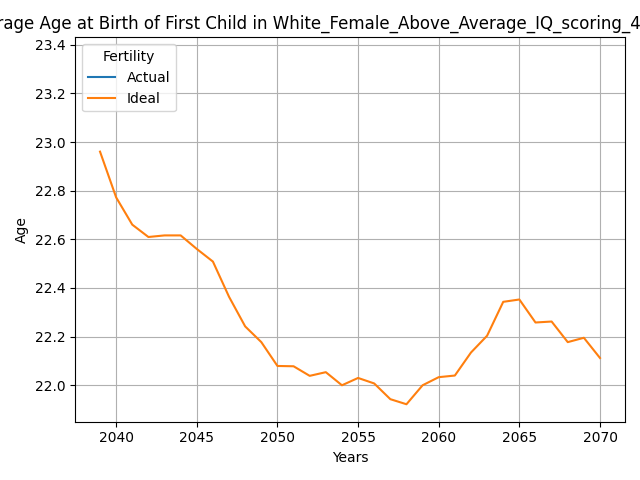 rage Age at Birth of First Child in White_Female_Above_Average_IQ_scoring_4
Fertility
Actual
Ideal
23.4
23.2
23.0
22.8
22.6
22.4
22.2
22.0
Age
2040 2045 2050 2055 2060 2065 2070
Years